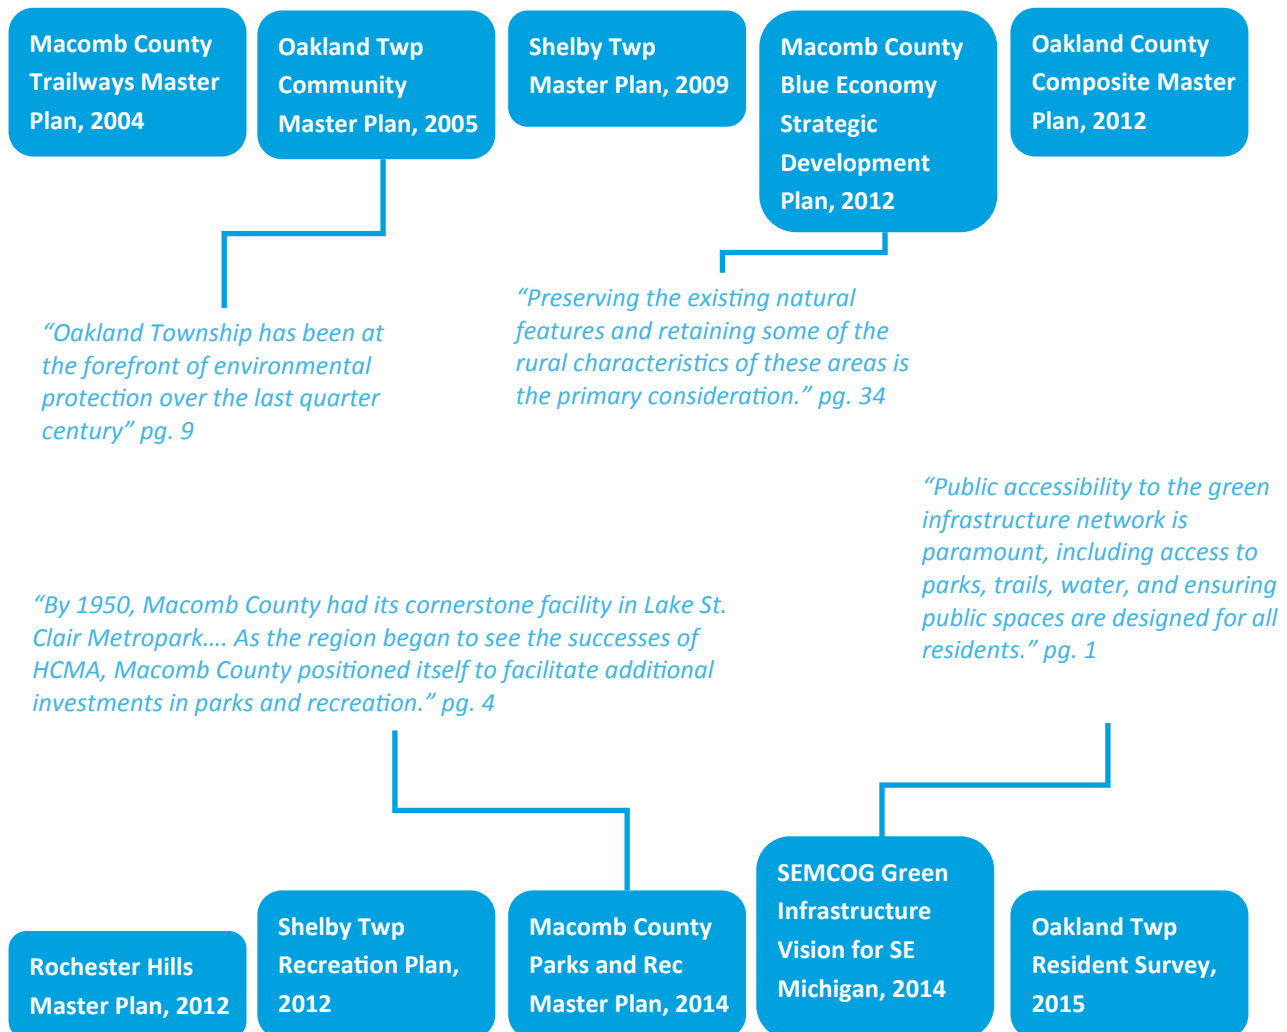 Macomb County
Trailways Master
Plan, 2004
Oakland Twp
Community
Master Plan, 2005
Shelby Twp
Master Plan, 2009
Macomb County
Blue Economy
Strategic
Development
Plan, 2012
Oakland County
Composite Master
Plan, 2012
“Oakland Township has been at
the forefront of environmental
protection over the last quarter
century” pg. 9
“Preserving the existing natural
features and retaining some of the
rural characteristics of these areas is
the primary consideration.” pg. 34
“Public accessibility to the green
infrastructure network is
paramount, including access to
parks, trails, water, and ensuring
public spaces are designed for all
residents.” pg. 1
“By 1950, Macomb County had its cornerstone facility in Lake St.
Clair Metropark…. As the region began to see the successes of
HCMA, Macomb County positioned itself to facilitate additional
investments in parks and recreation.” pg. 4
Rochester Hills
Master Plan, 2012
Shelby Twp
Recreation Plan,
2012
Macomb County
Parks and Rec
Master Plan, 2014
SEMCOG Green
Infrastructure
Vision for SE
Michigan, 2014
Oakland Twp
Resident Survey,
2015